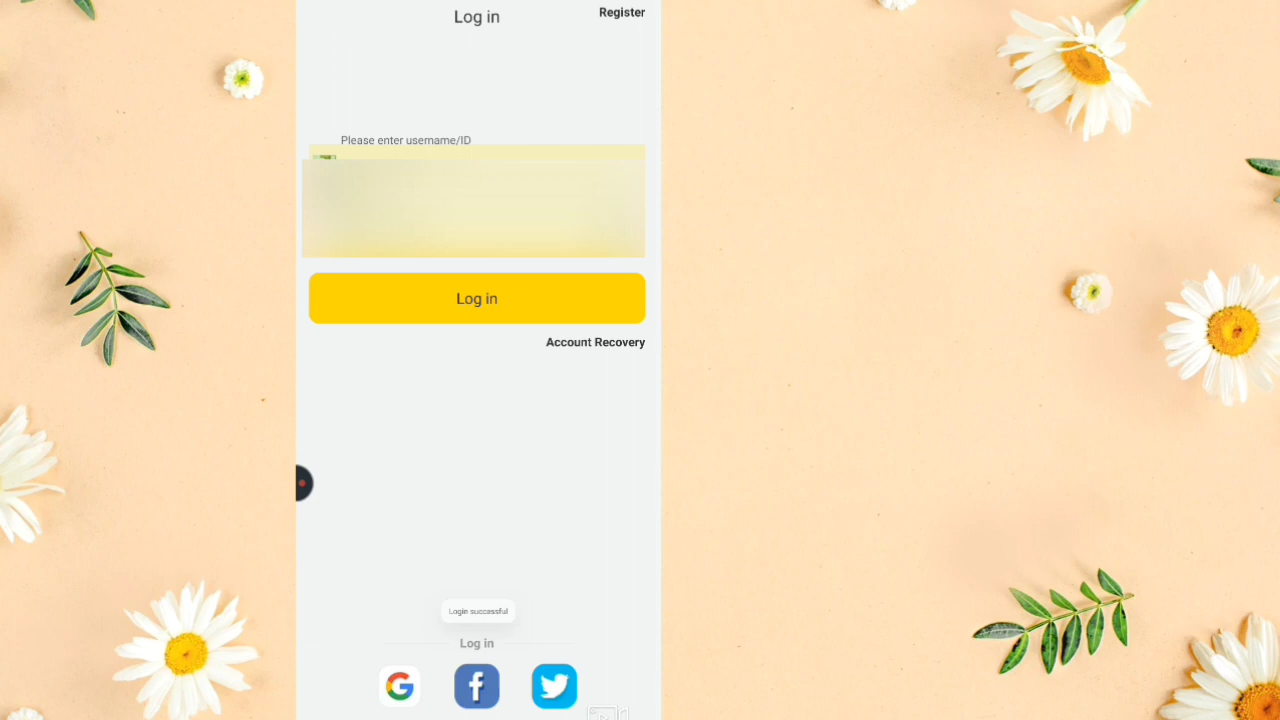 Log in
Register
Please enter username/ID
Log in
Account Recovery
Login successful
Log in